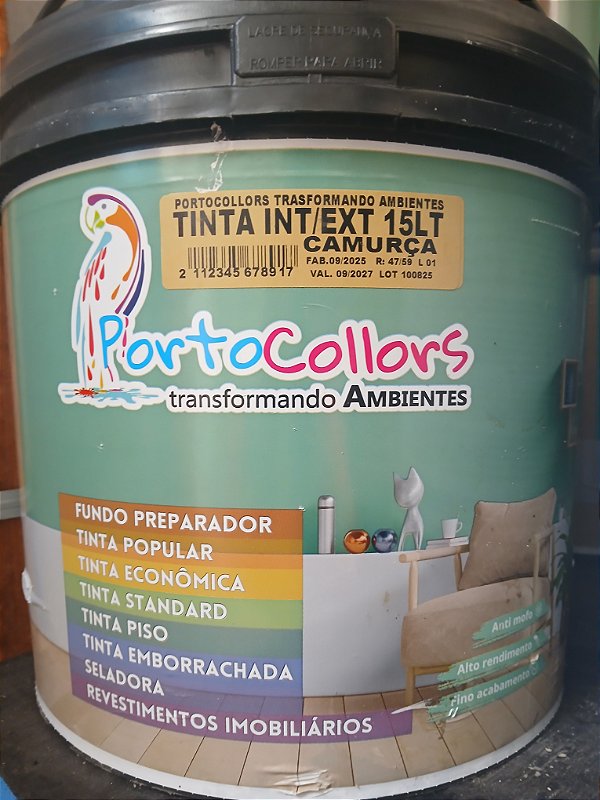 LACRE DE SEGURANÇA
ROMPER PARA ABRIR
PORTOCOLLORS TRASFORMANDO AMBIENTES
TINTA INT/EXT 15LT
CAMURÇA
FAB.09/2025 R: 47/59 L 01
2 112345 678917
VAL. 09/2027 LOT 100825
PortoCollors
transformando AMBIENTES
FUNDO PREPARADOR
TINTA POPULAR
TINTA ECONÔMICA
TINTA STANDARD
TINTA PISO
TINTA EMBORRACHADA
SELADORA
REVESTIMENTOS IMOBILIÁRIOS
Anti mofo
Alto rendimento
Fino acabamento